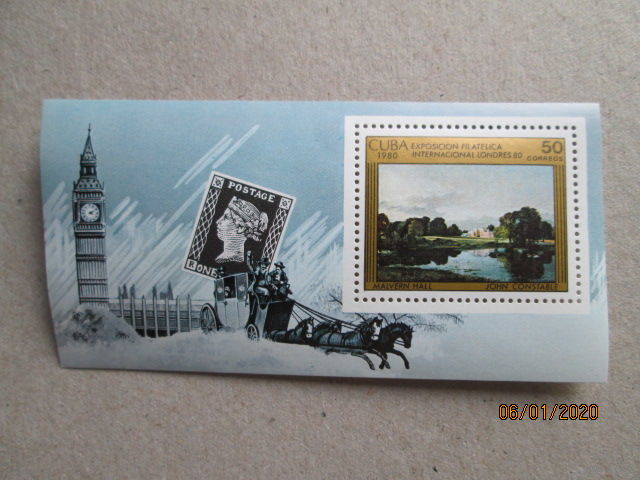 CUBA EXPOSICION FILATELICA 50
1980 INTERNACIONAL LONDRES 80 CORREOS
MALVERN HALL JOHN CONSTABLE
POSTAGE
ONE
06/01/2020